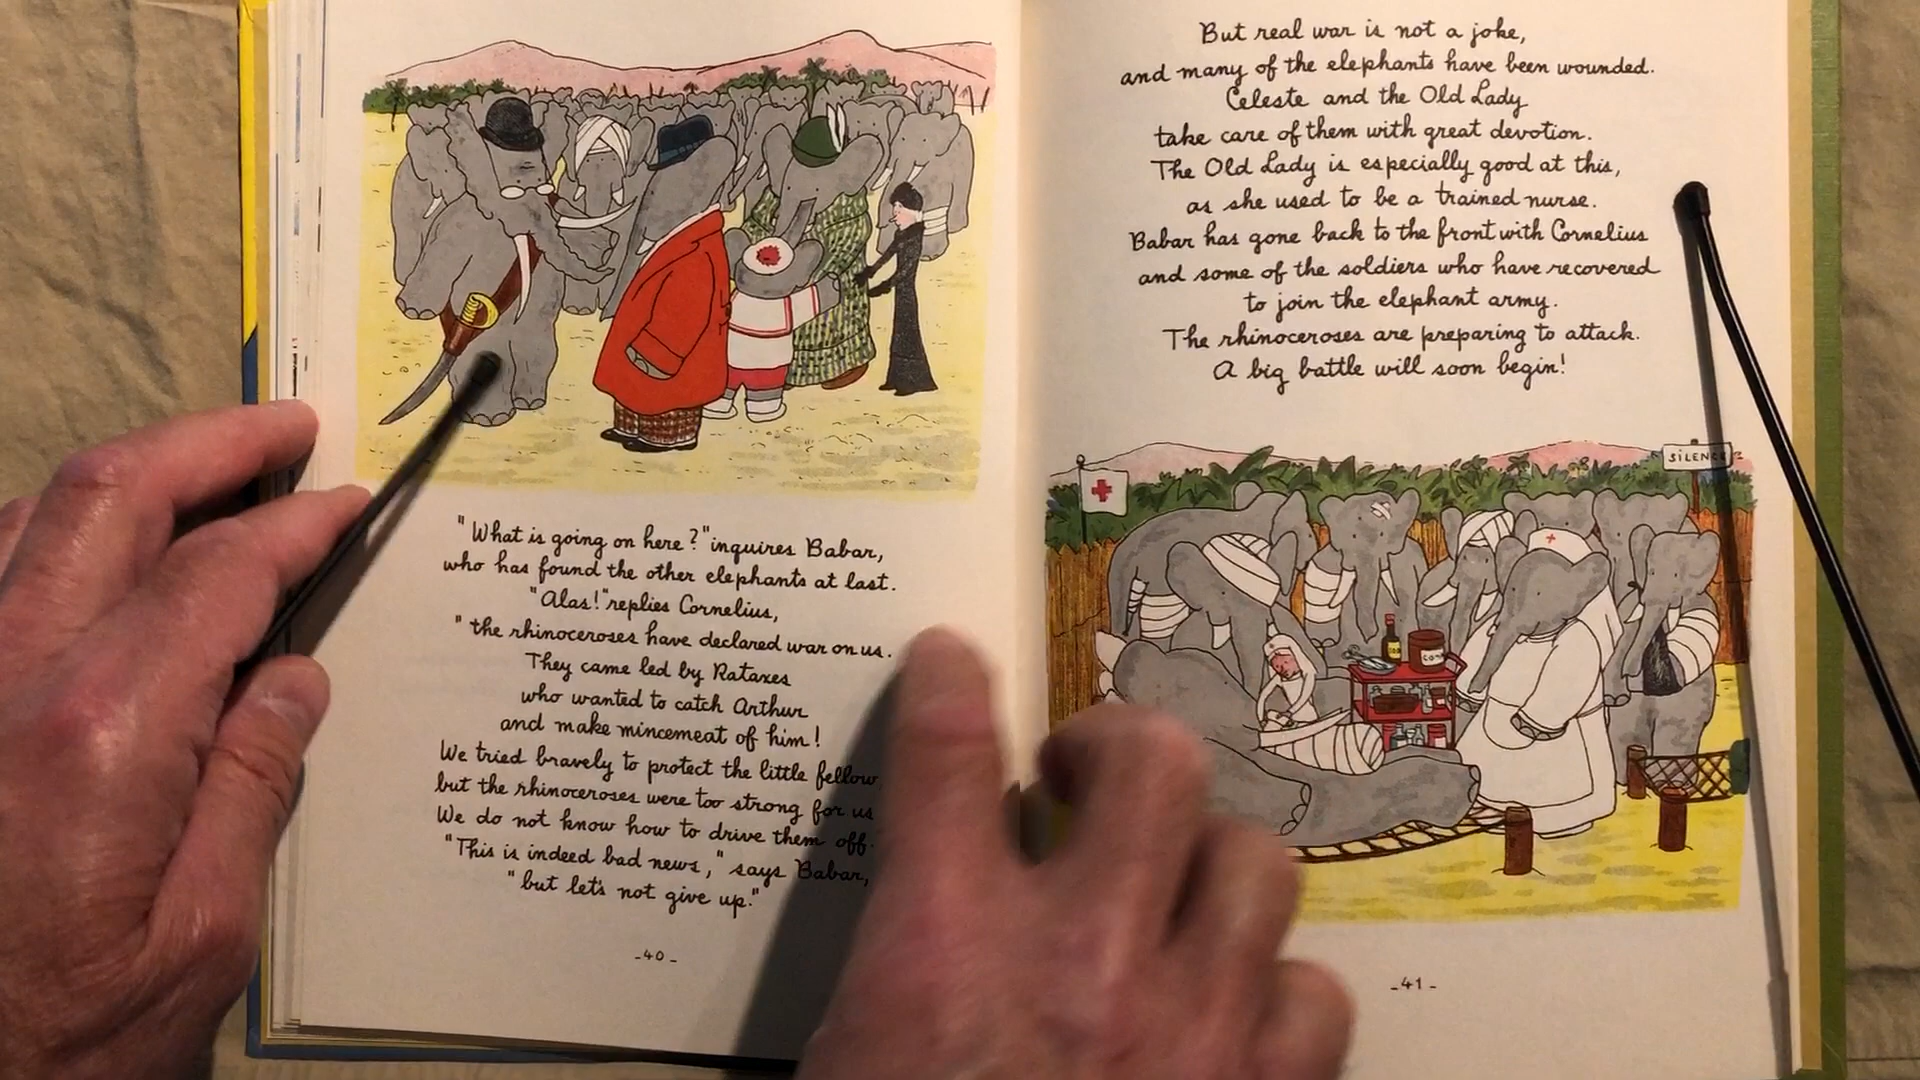 "What is going on here?" inquires Babar,
who has found the other elephants at last.
"Alas!" replies Cornelius,
"the rhinoceroses have declared war on us.
They came led by Rataxes
who wanted to catch Arthur
and make mincemeat of him!
We tried bravely to protect the little fellow
but the rhinoceroses were too strong for us
We do not know how to drive them off."
"This is indeed bad news," says Babar,
"but let's not give up."
-40-
But real war is not a joke,
and many of the elephants have been wounded.
Celeste and the Old Lady
take care of them with great devotion.
The Old Lady is especially good at this,
as she used to be a trained nurse.
Babar has gone back to the front with Cornelius
and some of the soldiers who have recovered
to join the elephant army.
The rhinoceroses are preparing to attack.
A big battle will soon begin!
SILENCE
-41-